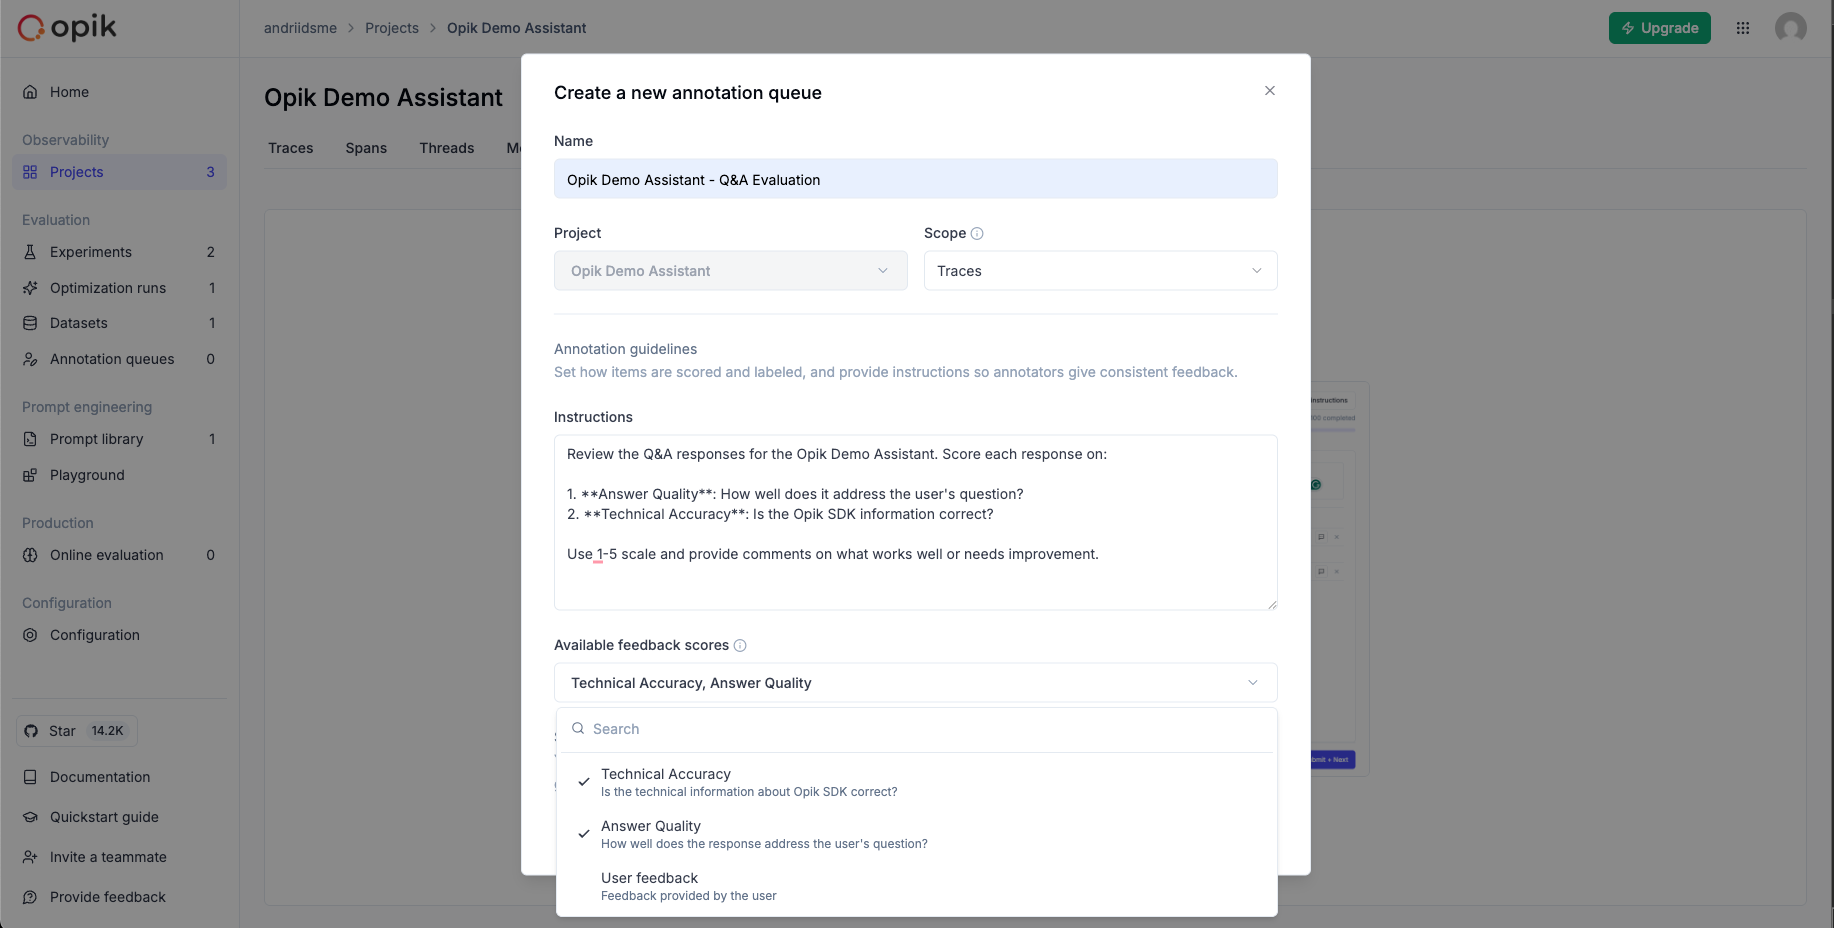 opik
andriidsme > Projects > Opik Demo Assistant
Upgrade
Home
Observability
Projects 3
Evaluation
Experiments 2
Optimization runs 1
Datasets 1
Annotation queues 0
Prompt engineering
Prompt library 1
Playground
Production
Online evaluation 0
Configuration
Configuration
Star 14.2K
Documentation
Quickstart guide
Invite a teammate
Provide feedback
Opik Demo Assistant
Traces Spans Threads
Create a new annotation queue
Name
Opik Demo Assistant - Q&A Evaluation
Project Scope
Opik Demo Assistant Traces
Annotation guidelines
Set how items are scored and labeled, and provide instructions so annotators give consistent feedback.
Instructions
Review the Q&A responses for the Opik Demo Assistant. Score each response on:
1. **Answer Quality**: How well does it address the user's question?
2. **Technical Accuracy**: Is the Opik SDK information correct?
Use 1-5 scale and provide comments on what works well or needs improvement.
Available feedback scores
Technical Accuracy, Answer Quality
Search
Technical Accuracy
Is the technical information about Opik SDK correct?
Answer Quality
How well does the response address the user's question?
User feedback
Feedback provided by the user
nstructions
completed
bmit + Next